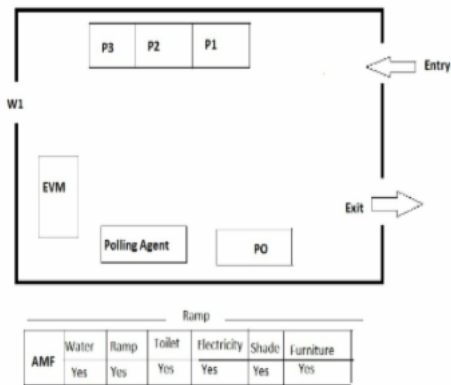 P3 P2 P1
Entry
W1
EVM
Exit
Polling Agent PO
Ramp
AMF Water Ramp Toilet Electricity Shade Furniture
Yes Yes Yes Yes Yes Yes